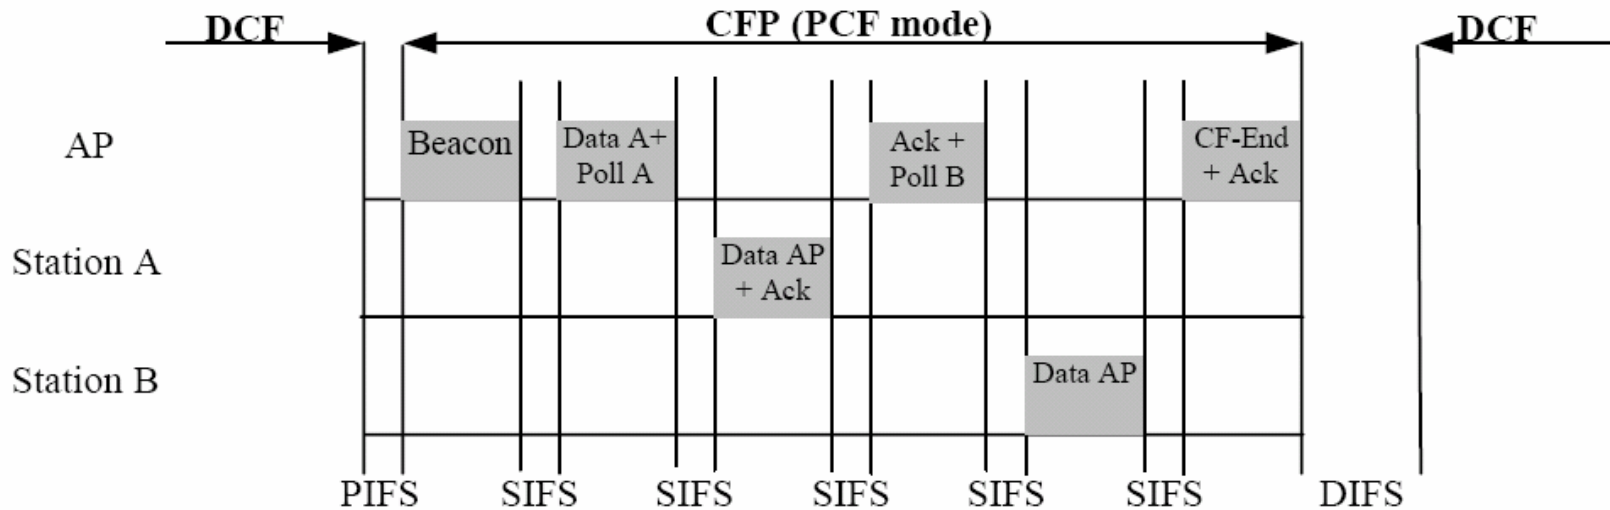 DCF
CFP (PCF mode)
DCF
AP
Beacon
Data A+
Poll A
Ack +
Poll B
CF-End
+ Ack
Station A
Data AP
+ Ack
Station B
Data AP
PIFS
SIFS
SIFS
SIFS
SIFS
SIFS
DIFS